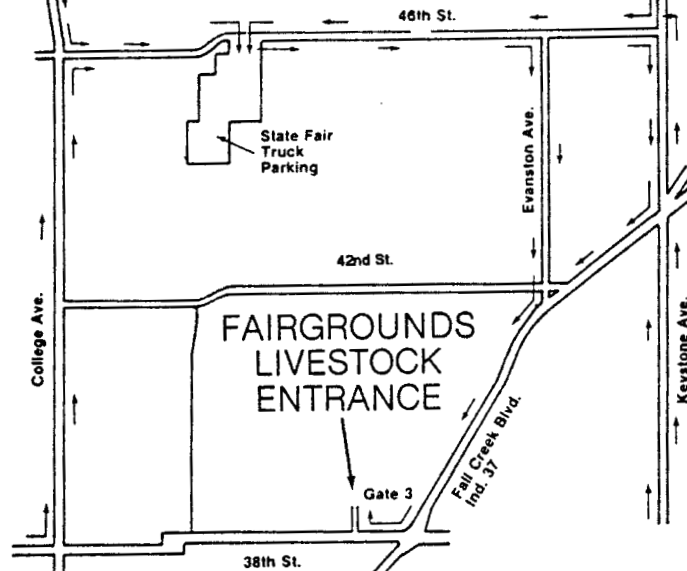 46th St.
State Fair
Truck
Parking
Evanston Ave.
42nd St.
College Ave.
FAIRGROUNDS
LIVESTOCK
ENTRANCE
Keystone Ave.
Fall Creek Blvd.
Ind. 37
Gate 3
38th St.